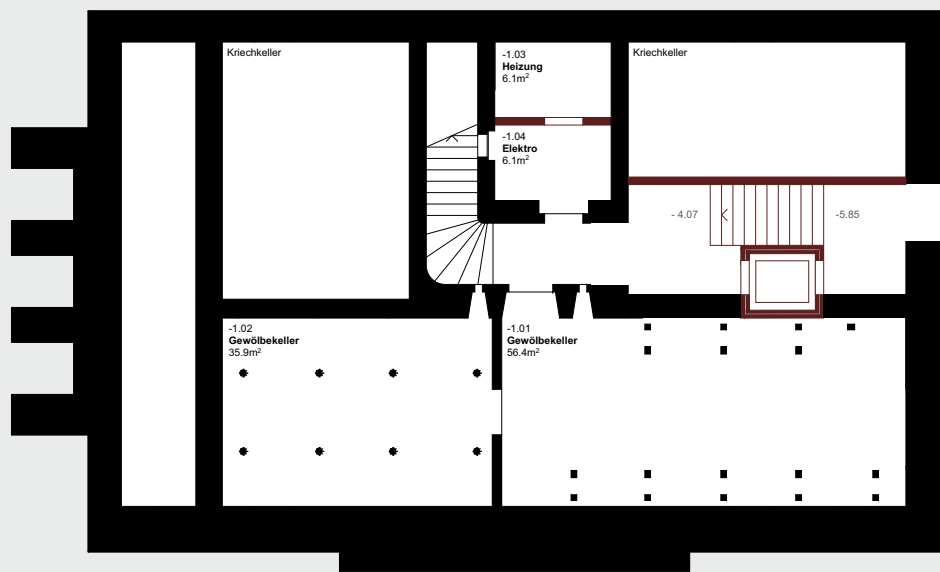 Kriechkeller
-1.03
Heizung
6.1m²
Kriechkeller
-1.04
Elektro
6.1m²
- 4.07
-5.85
-1.02
Gewölbekeller
35.9m²
-1.01
Gewölbekeller
56.4m²